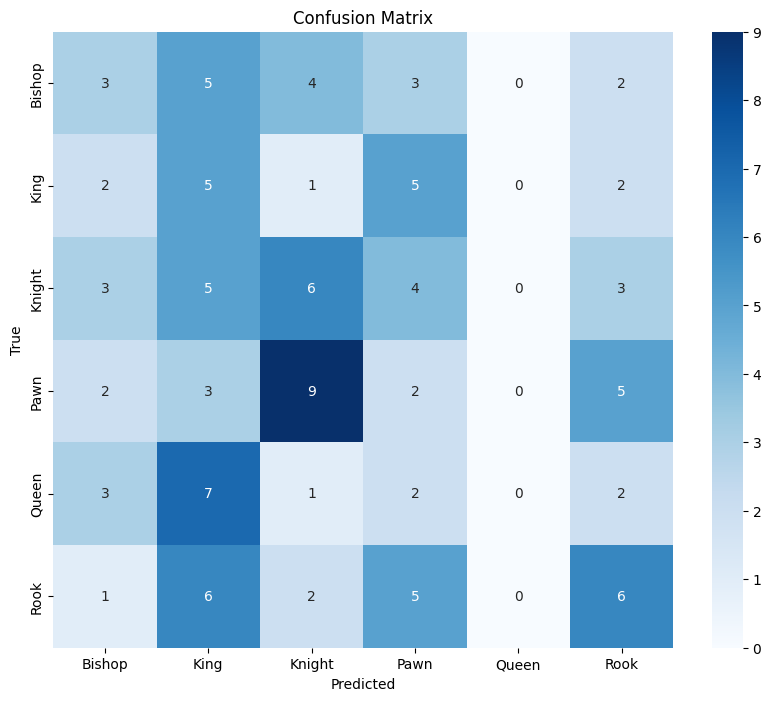 Confusion Matrix
Bishop 3 5 4 3 0 2
King 2 5 1 5 0 2
Knight 3 5 6 4 0 3
Pawn 2 3 9 2 0 5
Queen 3 7 1 2 0 2
Rook 1 6 2 5 0 6
True
Bishop King Knight Pawn Queen Rook
Predicted
9
8
7
6
5
4
3
2
1
0